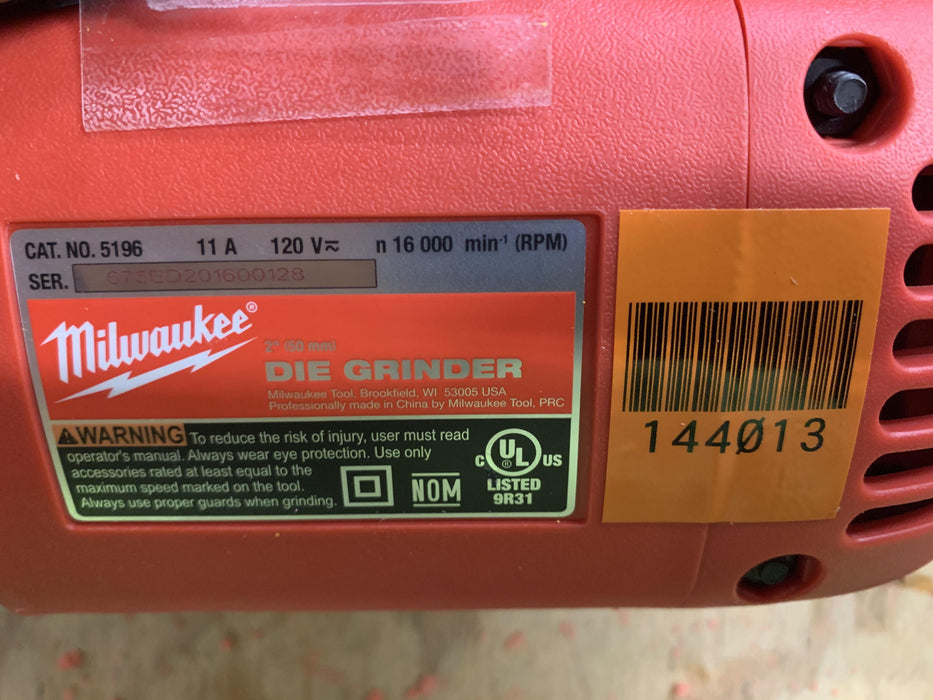 CAT. NO. 5196 11 A 120 V≂ n 16 000 min⁻¹ (RPM)
SER. 675ED201600128
Milwaukee®
2" (50 mm)
DIE GRINDER
Milwaukee Tool, Brookfield, WI 53005 USA
Professionally made in China by Milwaukee Tool, PRC
⚠WARNING To reduce the risk of injury, user must read
operator's manual. Always wear eye protection. Use only
accessories rated at least equal to the
maximum speed marked on the tool.
Always use proper guards when grinding.
NOM
C UL® US
LISTED
9R31
144013